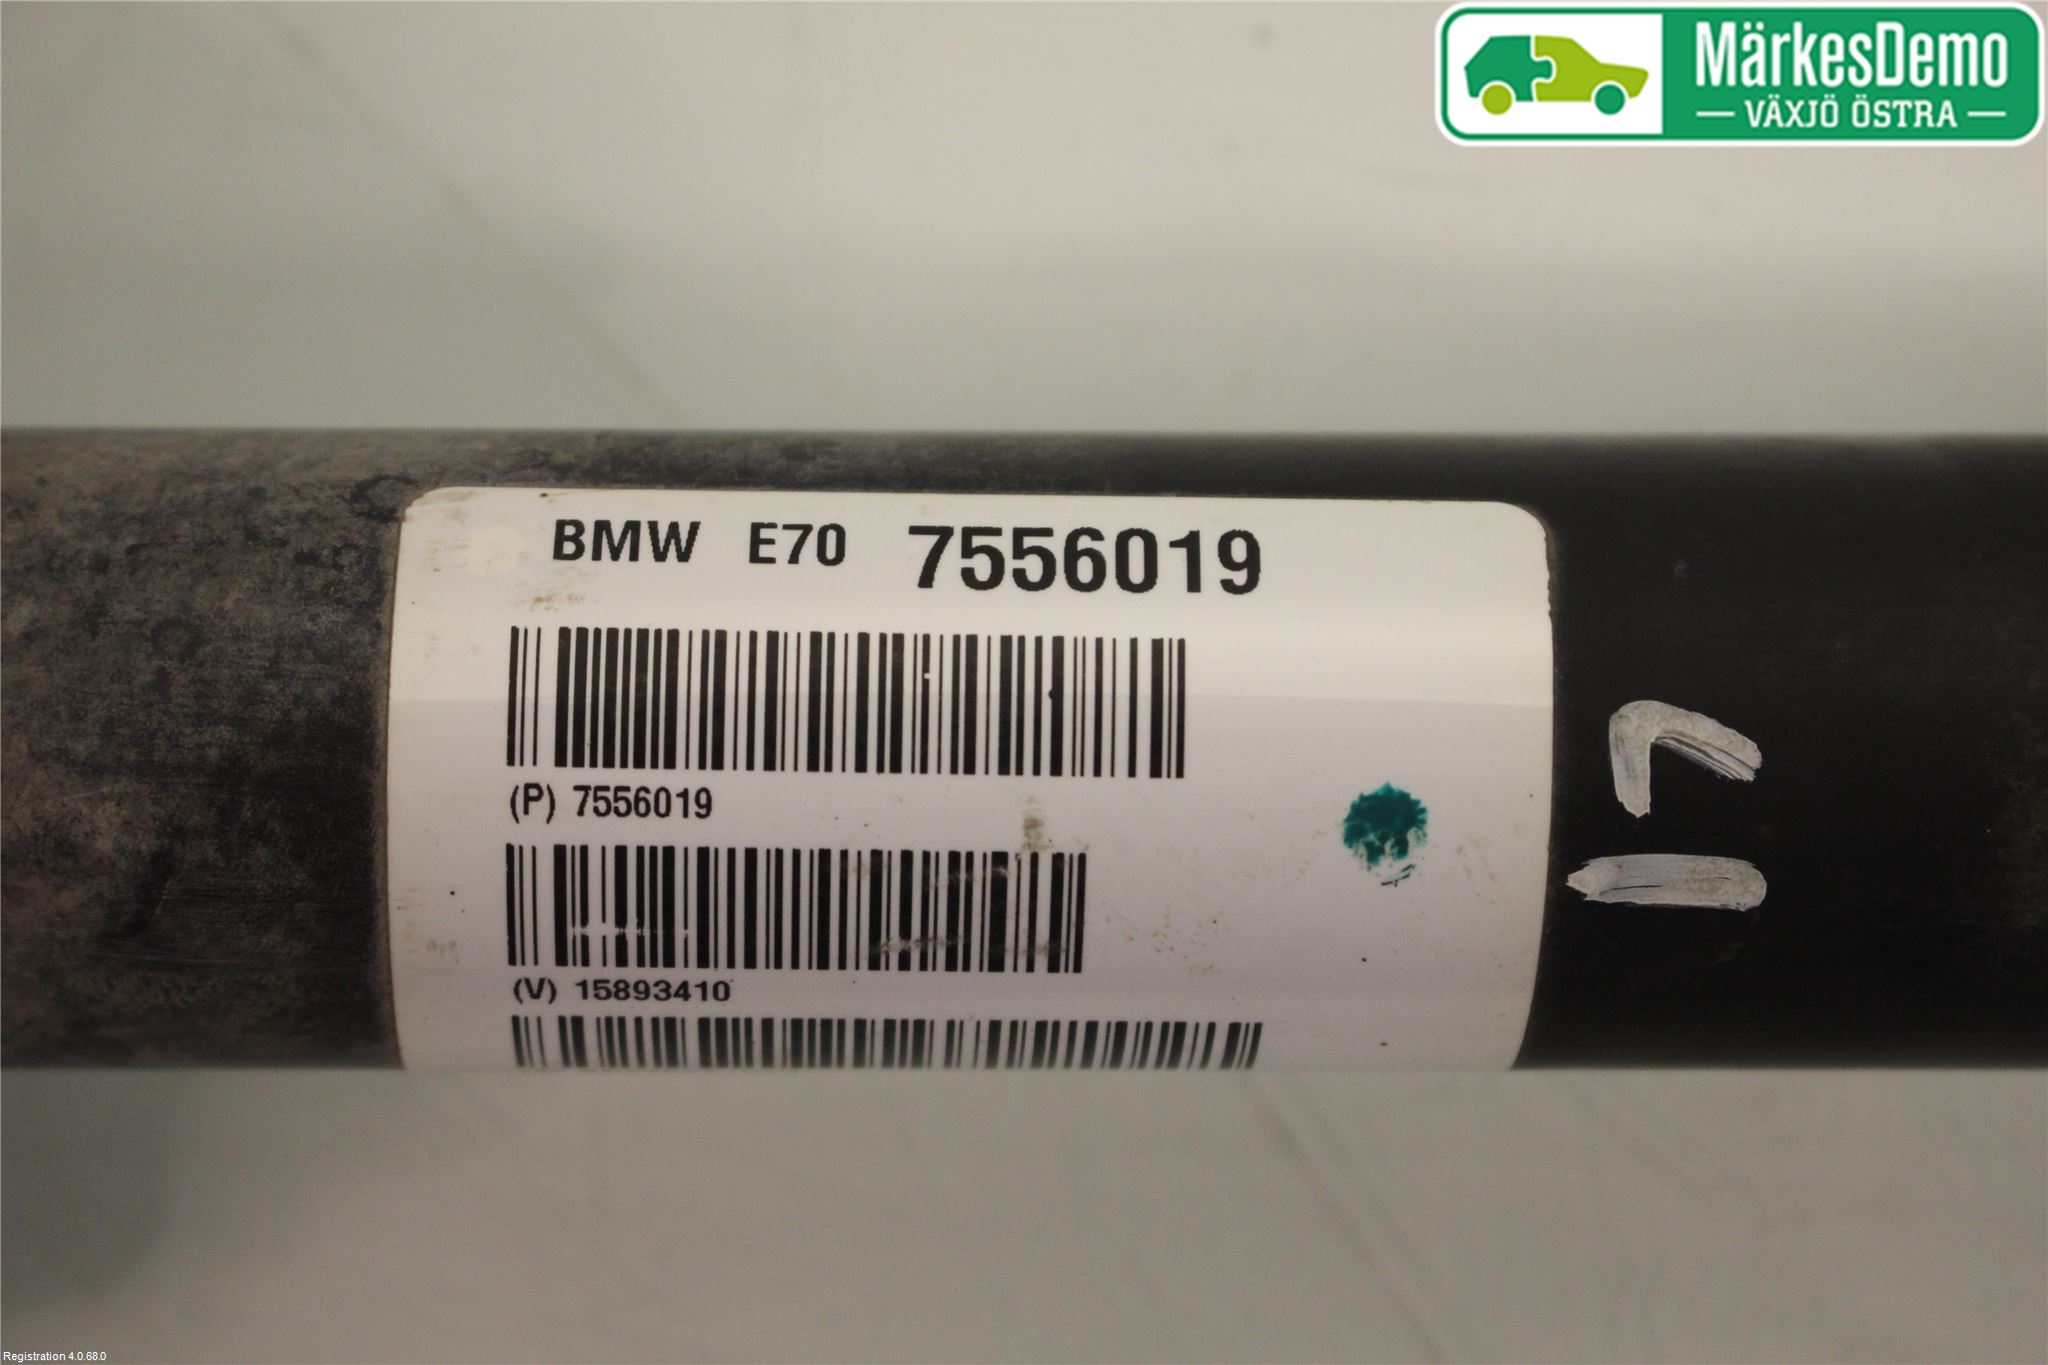 MärkesDemo
VÄXJÖ ÖSTRA
BMW E70 7556019
(P) 7556019
(V) 15893410
Registration 4.0.68.0